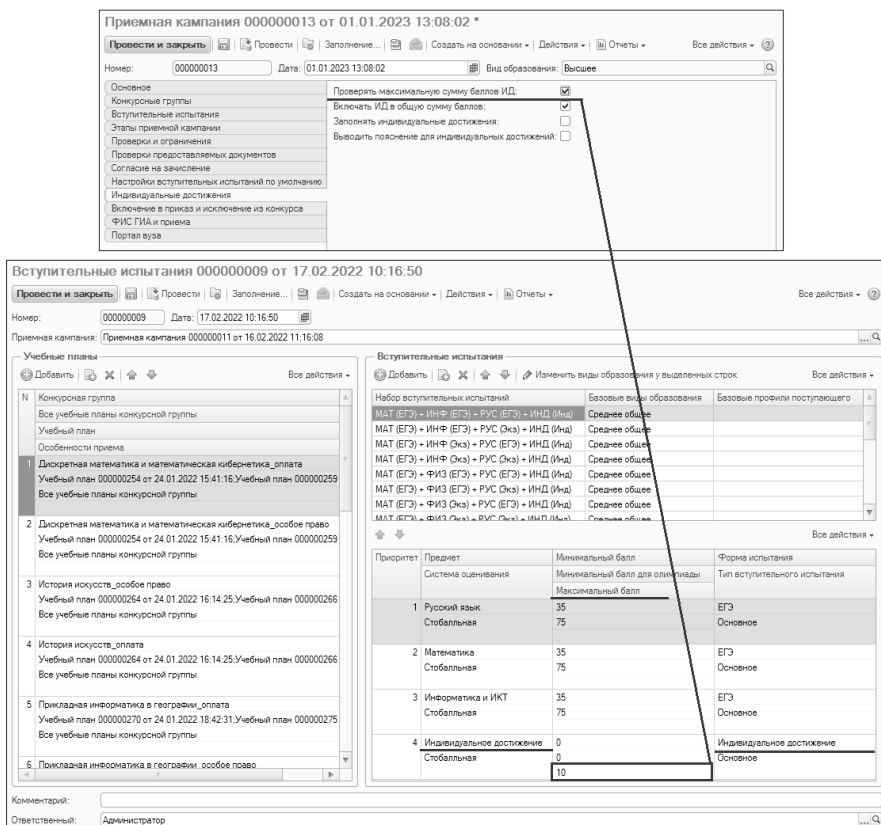 Приемная кампания 000000013 от 01.01.2023 13:08:02 *
Провести и закрыть Провести Заполнение... Создать на основании Действия Отчеты Все действия
Номер: 000000013 Дата: 01.01.2023 13:08:02 Вид образования: Высшее
Основное
Конкурсные группы
Вступительные испытания
Этапы приемной кампании
Проверки и ограничения
Проверки предоставляемых документов
Согласие на зачисление
Настройки вступительных испытаний по умолчанию
Индивидуальные достижения
Включение в приказ и исключение из конкурса
ФИС ГИА и приема
Портал вуза
Проверять максимальную сумму баллов ИД:
Включать ИД в общую сумму баллов:
Заполнять индивидуальные достижения:
Выводить пояснение для индивидуальных достижений:
Вступительные испытания 000000009 от 17.02.2022 10:16:50
Провести и закрыть Провести Заполнение... Создать на основании Действия Отчеты Все действия
Номер: 000000009 Дата: 17.02.2022 10:16:50
Приемная кампания: Приемная кампания 000000011 от 16.02.2022 11:16:08
Учебные планы
Добавить Все действия
N Конкурсная группа
Все учебные планы конкурсной группы
Учебный план
Особенности приема
1 Дискретная математика и математическая кибернетика_оплата
Учебный план 000000254 от 24.01.2022 15:41:16;Учебный план 000000259
Все учебные планы конкурсной группы
2 Дискретная математика и математическая кибернетика_особое право
Учебный план 000000254 от 24.01.2022 15:41:16;Учебный план 000000259
Все учебные планы конкурсной группы
3 История искусств_особое право
Учебный план 000000264 от 24.01.2022 16:14:25;Учебный план 000000266
Все учебные планы конкурсной группы
4 История искусств_оплата
Учебный план 000000264 от 24.01.2022 16:14:25;Учебный план 000000266
Все учебные планы конкурсной группы
5 Прикладная информатика в географии_оплата
Учебный план 000000270 от 24.01.2022 18:42:31;Учебный план 000000275
Все учебные планы конкурсной группы
6 Прикладная информатика в географии особое право
Вступительные испытания
Добавить Изменить виды образования у выделенных строк Все действия
Набор вступительных испытаний Базовые виды образования Базовые профили поступающего
МАТ (ЕГЭ) + ИНФ (ЕГЭ) + РУС (ЕГЭ) + ИНД (Инд) Среднее общее
МАТ (ЕГЭ) + ИНФ (ЕГЭ) + РУС (Экз) + ИНД (Инд) Среднее общее
МАТ (ЕГЭ) + ИНФ (Экз) + РУС (ЕГЭ) + ИНД (Инд) Среднее общее
МАТ (ЕГЭ) + ИНФ (Экз) + РУС (Экз) + ИНД (Инд) Среднее общее
МАТ (ЕГЭ) + ФИЗ (ЕГЭ) + РУС (ЕГЭ) + ИНД (Инд) Среднее общее
МАТ (ЕГЭ) + ФИЗ (ЕГЭ) + РУС (Экз) + ИНД (Инд) Среднее общее
МАТ (ЕГЭ) + ФИЗ (Экз) + РУС (ЕГЭ) + ИНД (Инд) Среднее общее
МАТ (ЕГЭ) + ФИЗ (Экз) + РУС (Экз) + ИНД (Инд) Среднее общее
Все действия
Приоритет Предмет Минимальный балл Форма испытания
Система оценивания Минимальный балл для олимпиады Тип вступительного испытания
Максимальный балл
1 Русский язык 35 ЕГЭ
Стобалльная 75 Основное
2 Математика 35 ЕГЭ
Стобалльная 75 Основное
3 Информатика и ИКТ 35 ЕГЭ
Стобалльная 75 Основное
4 Индивидуальное достижение 0 Индивидуальное достижение
Стобалльная 0 Основное
10
Комментарий:
Ответственный: Администратор